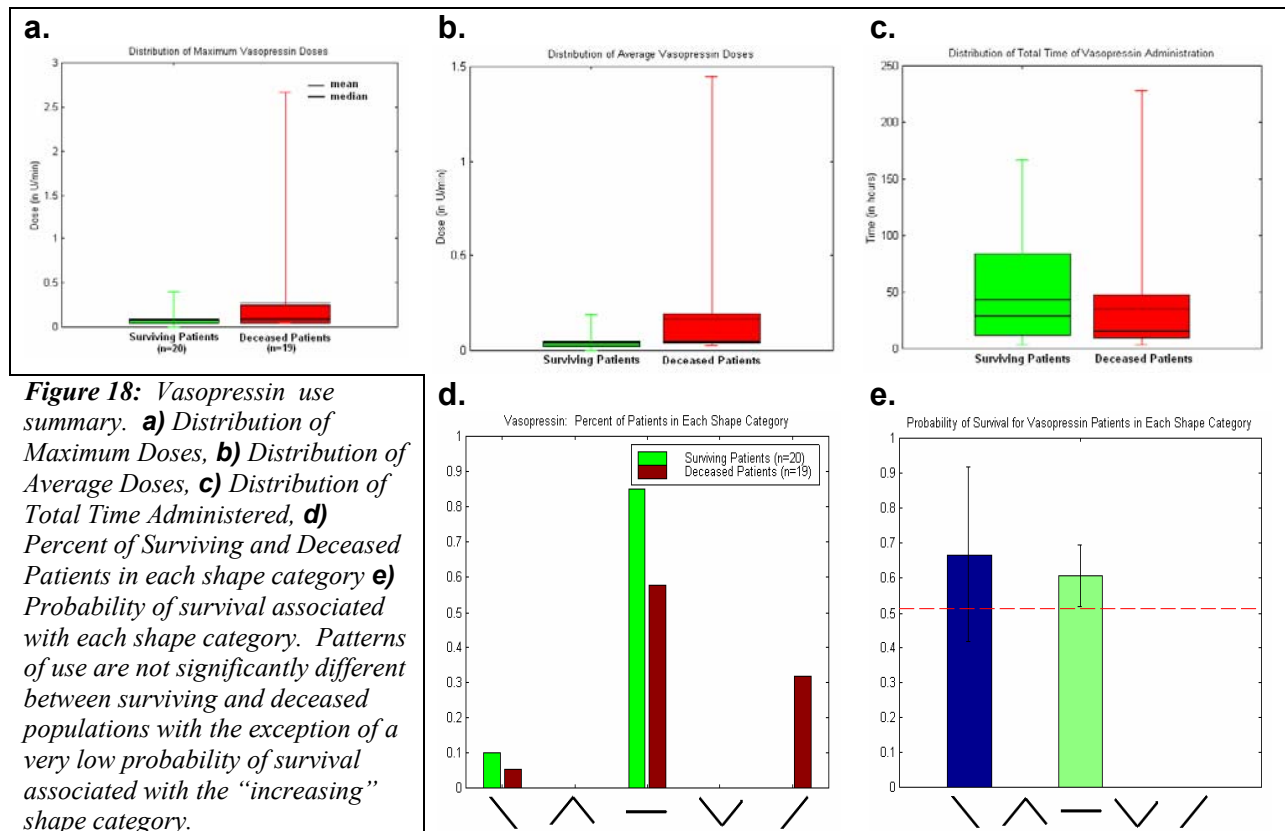 a.
Distribution of Maximum Vasopressin Doses
3
2.5
2
1.5
1
0.5
0
Dose (in U/min)
mean
median
Surviving Patients
(n=20)
Deceased Patients
(n=19)
b.
Distribution of Average Vasopressin Doses
1.5
1
0.5
0
Dose (in U/min)
Surviving Patients
Deceased Patients
c.
Distribution of Total Time of Vasopressin Administration
250
200
150
100
50
0
Time (in hours)
Surviving Patients
Deceased Patients
Figure 18: Vasopressin use
summary. a) Distribution of
Maximum Doses, b) Distribution of
Average Doses, c) Distribution of
Total Time Administered, d)
Percent of Surviving and Deceased
Patients in each shape category e)
Probability of survival associated
with each shape category. Patterns
of use are not significantly different
between surviving and deceased
populations with the exception of a
very low probability of survival
associated with the “increasing”
shape category.
d.
Vasopressin: Percent of Patients in Each Shape Category
1
0.9
0.8
0.7
0.6
0.5
0.4
0.3
0.2
0.1
0
Surviving Patients (n=20)
Deceased Patients (n=19)
e.
Probability of Survival for Vasopressin Patients in Each Shape Category
1
0.9
0.8
0.7
0.6
0.5
0.4
0.3
0.2
0.1
0